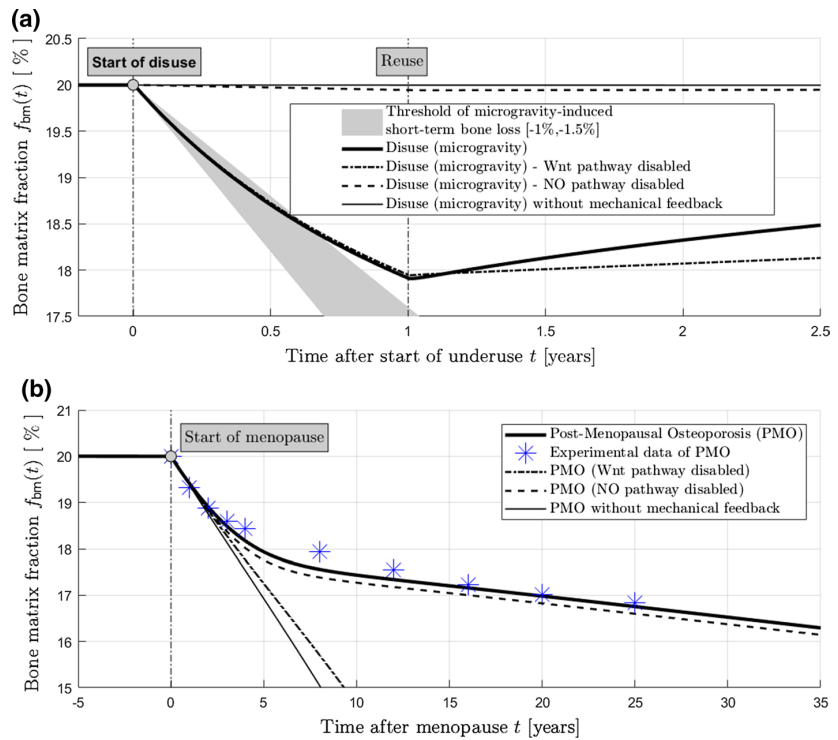 (a)
Bone matrix fraction fbm(t) [ % ]
20.5
20
19.5
19
18.5
18
17.5
Start of disuse
Reuse
Threshold of microgravity-induced
short-term bone loss [-1%,-1.5%]
Disuse (microgravity)
Disuse (microgravity) - Wnt pathway disabled
Disuse (microgravity) - NO pathway disabled
Disuse (microgravity) without mechanical feedback
0
0.5
1
1.5
2
2.5
Time after start of underuse t [years]
(b)
Bone matrix fraction fbm(t) [ % ]
21
20
19
18
17
16
15
Start of menopause
Post-Menopausal Osteoporosis (PMO)
Experimental data of PMO
PMO (Wnt pathway disabled)
PMO (NO pathway disabled)
PMO without mechanical feedback
-5
0
5
10
15
20
25
30
35
Time after menopause t [years]